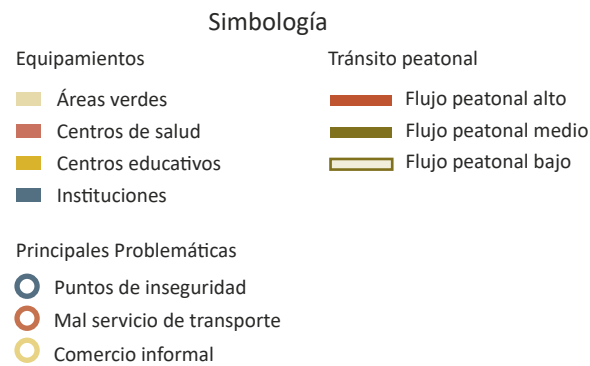 Simbología
Equipamientos
Áreas verdes
Centros de salud
Centros educativos
Instituciones
Tránsito peatonal
Flujo peatonal alto
Flujo peatonal medio
Flujo peatonal bajo
Principales Problemáticas
Puntos de inseguridad
Mal servicio de transporte
Comercio informal